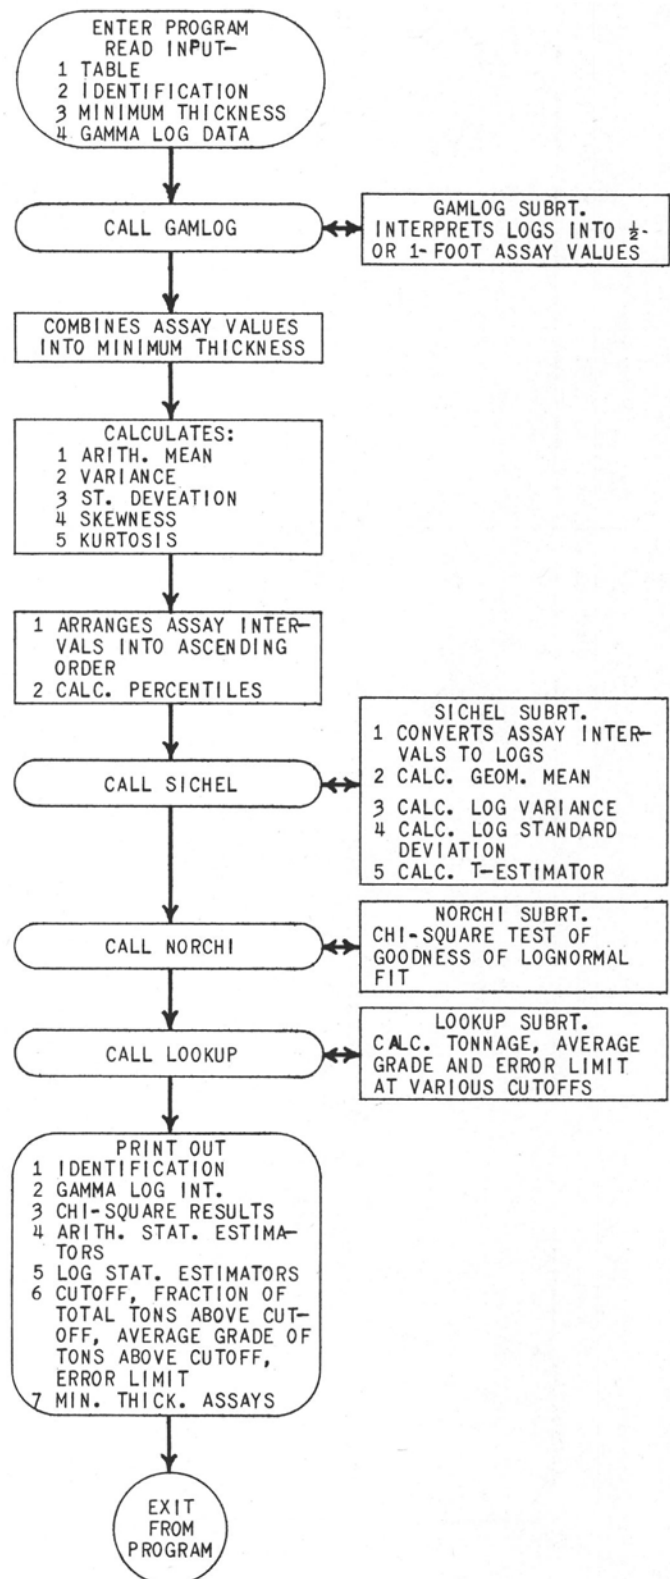 ENTER PROGRAM
READ INPUT—
1 TABLE
2 IDENTIFICATION
3 MINIMUM THICKNESS
4 GAMMA LOG DATA
CALL GAMLOG
GAMLOG SUBRT.
INTERPRETS LOGS INTO ½-
OR 1-FOOT ASSAY VALUES
COMBINES ASSAY VALUES
INTO MINIMUM THICKNESS
CALCULATES:
1 ARITH. MEAN
2 VARIANCE
3 ST. DEVEATION
4 SKEWNESS
5 KURTOSIS
1 ARRANGES ASSAY INTER—
VALS INTO ASCENDING
ORDER
2 CALC. PERCENTILES
CALL SICHEL
SICHEL SUBRT.
1 CONVERTS ASSAY INTER—
VALS TO LOGS
2 CALC. GEOM. MEAN
3 CALC. LOG VARIANCE
4 CALC. LOG STANDARD
DEVIATION
5 CALC. T—ESTIMATOR
CALL NORCHI
NORCHI SUBRT.
CHI-SQUARE TEST OF
GOODNESS OF LOGNORMAL
FIT
CALL LOOKUP
LOOKUP SUBRT.
CALC. TONNAGE, AVERAGE
GRADE AND ERROR LIMIT
AT VARIOUS CUTOFFS
PRINT OUT
1 IDENTIFICATION
2 GAMMA LOG INT.
3 CHI-SQUARE RESULTS
4 ARITH. STAT. ESTIMA—
TORS
5 LOG STAT. ESTIMATORS
6 CUTOFF, FRACTION OF
TOTAL TONS ABOVE CUT—
OFF, AVERAGE GRADE OF
TONS ABOVE CUTOFF,
ERROR LIMIT
7 MIN. THICK. ASSAYS
EXIT
FROM
PROGRAM